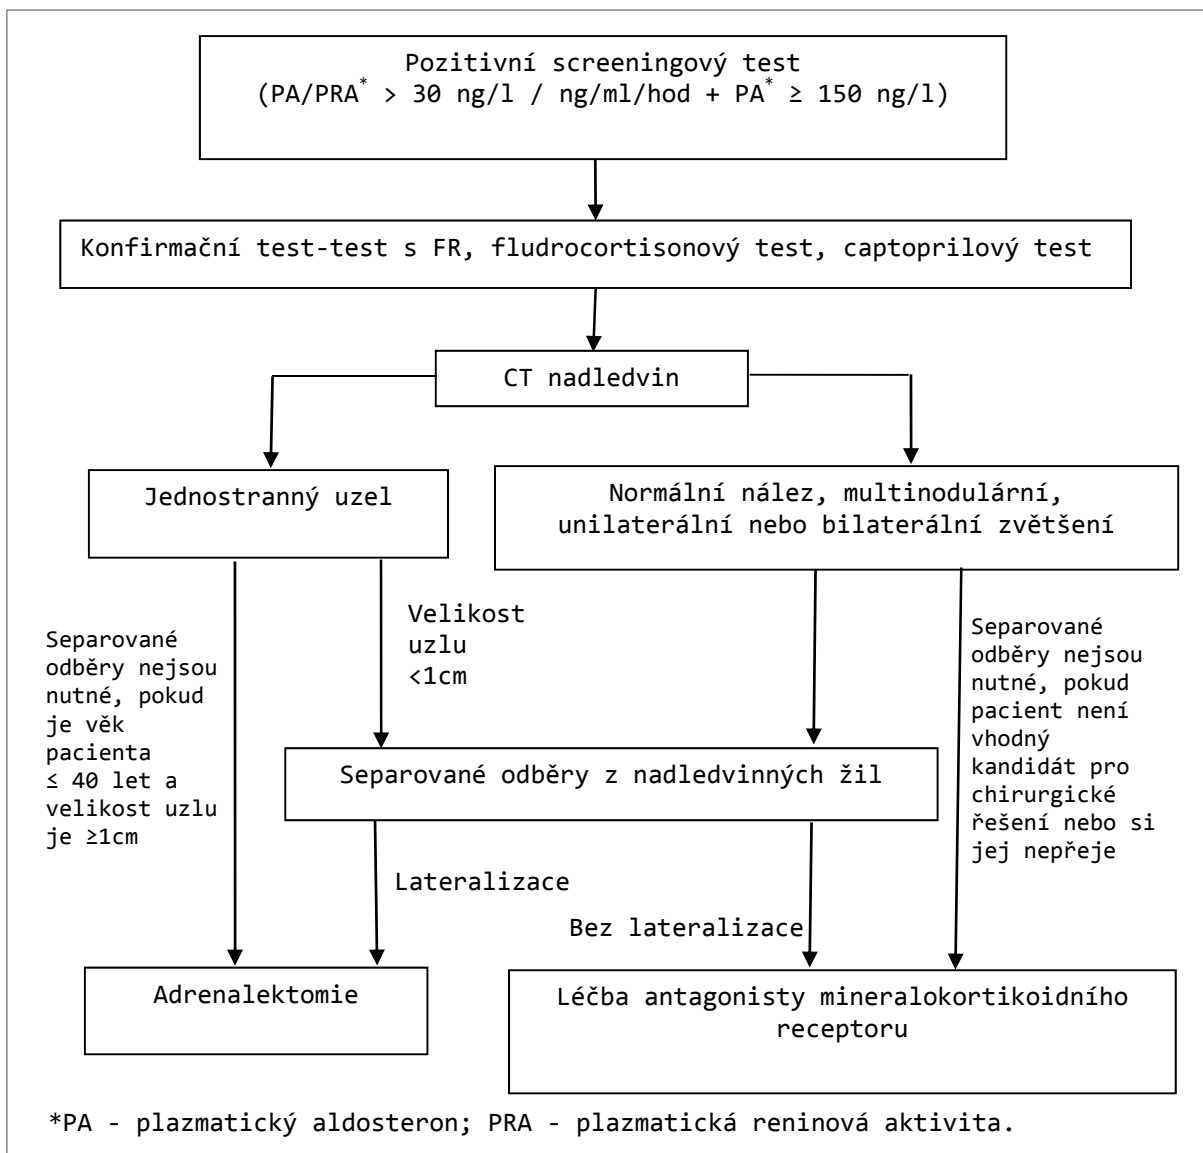 Pozitivní screeningový test
(PA/PRA* > 30 ng/l / ng/ml/hod + PA* ≥ 150 ng/l)
Konfirmační test-test s FR, fludrocortisonový test, captoprilový test
CT nadledvin
Jednostranný uzel
Normální nález, multinodulární,
unilaterální nebo bilaterální zvětšení
Separované
odběry nejsou
nutné, pokud
je věk
pacienta
≤ 40 let a
velikost uzlu
je ≥1cm
Velikost
uzlu
<1cm
Separované
odběry nejsou
nutné, pokud
pacient není
vhodný
kandidát pro
chirurgické
řešení nebo si
jej nepřeje
Separované odběry z nadledvinných žil
Lateralizace
Bez lateralizace
Adrenalektomie
Léčba antagonisty mineralokortikoidního
receptoru
*PA - plazmatický aldosteron; PRA - plazmatická reninová aktivita.